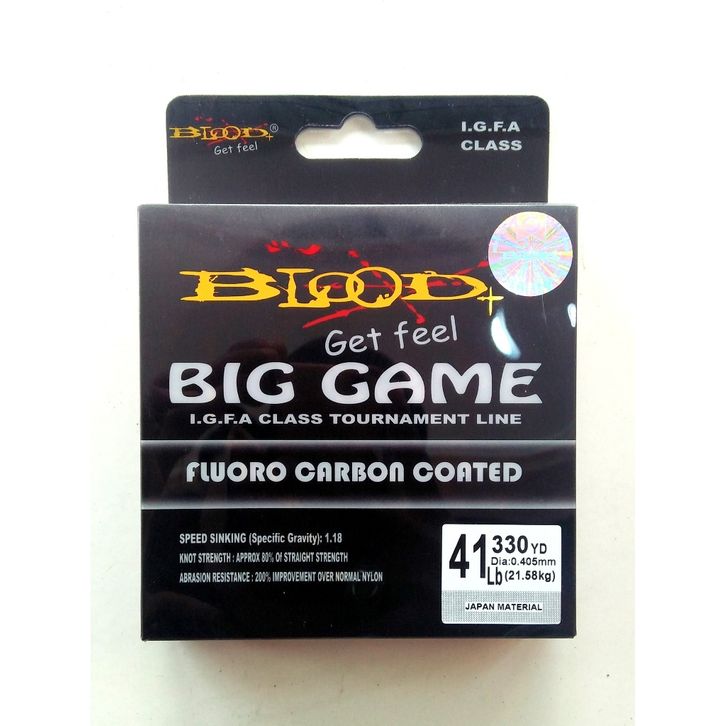 BLOOD+®
Get feel
I.G.F.A
CLASS
BLOOD+
Get feel
BIG GAME
I.G.F.A CLASS TOURNAMENT LINE
FLUORO CARBON COATED
SPEED SINKING (Specific Gravity): 1.18
KNOT STRENGTH : APPROX 80% Of STRAIGHT STRENGTH
ABRASION RESISTANCE : 200% IMPROVEMENT OVER NORMAL NYLON
41Lb
330 YD
Dia:0.405mm
(21.58kg)
JAPAN MATERIAL